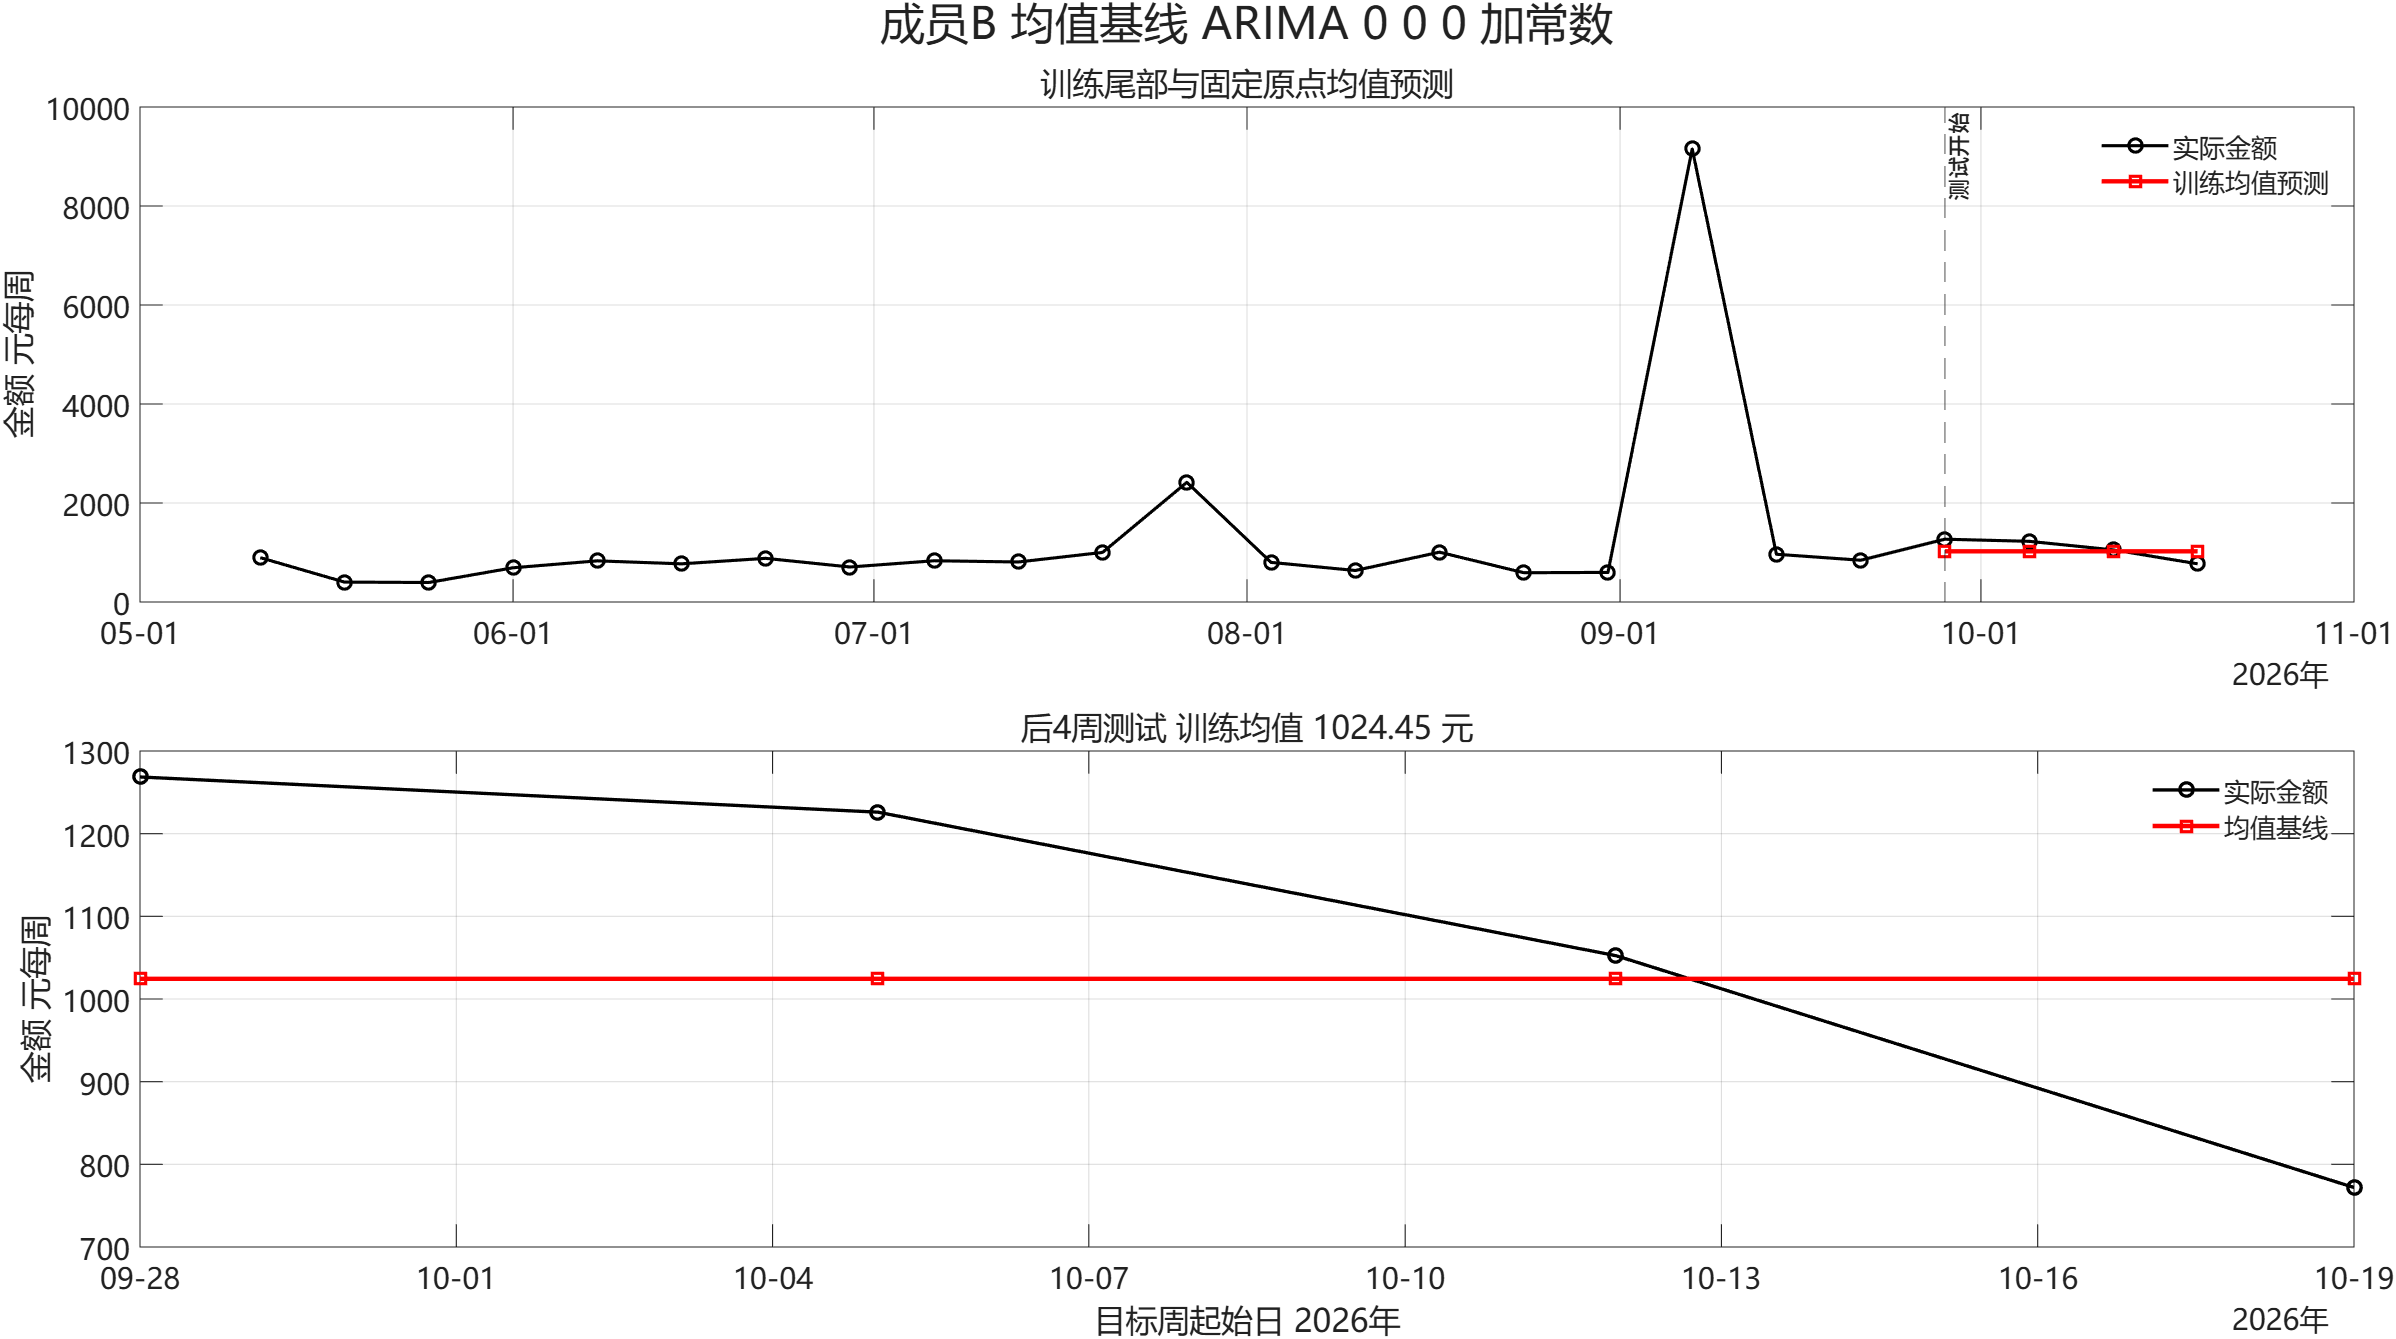 成员B 均值基线 ARIMA 0 0 0 加常数
训练尾部与固定原点均值预测
金额 元每周
10000
8000
6000
4000
2000
0
测试开始
实际金额
训练均值预测
05-01
06-01
07-01
08-01
09-01
10-01
11-01
2026年
后4周测试 训练均值 1024.45 元
金额 元每周
1300
1200
1100
1000
900
800
700
实际金额
均值基线
09-28
10-01
10-04
10-07
10-10
10-13
10-16
10-19
目标周起始日 2026年
2026年